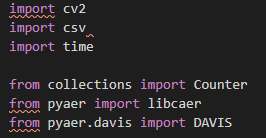 import cv2
import csv
import time
from collections import Counter
from pyaer import libcaer
from pyaer.davis import DAVIS